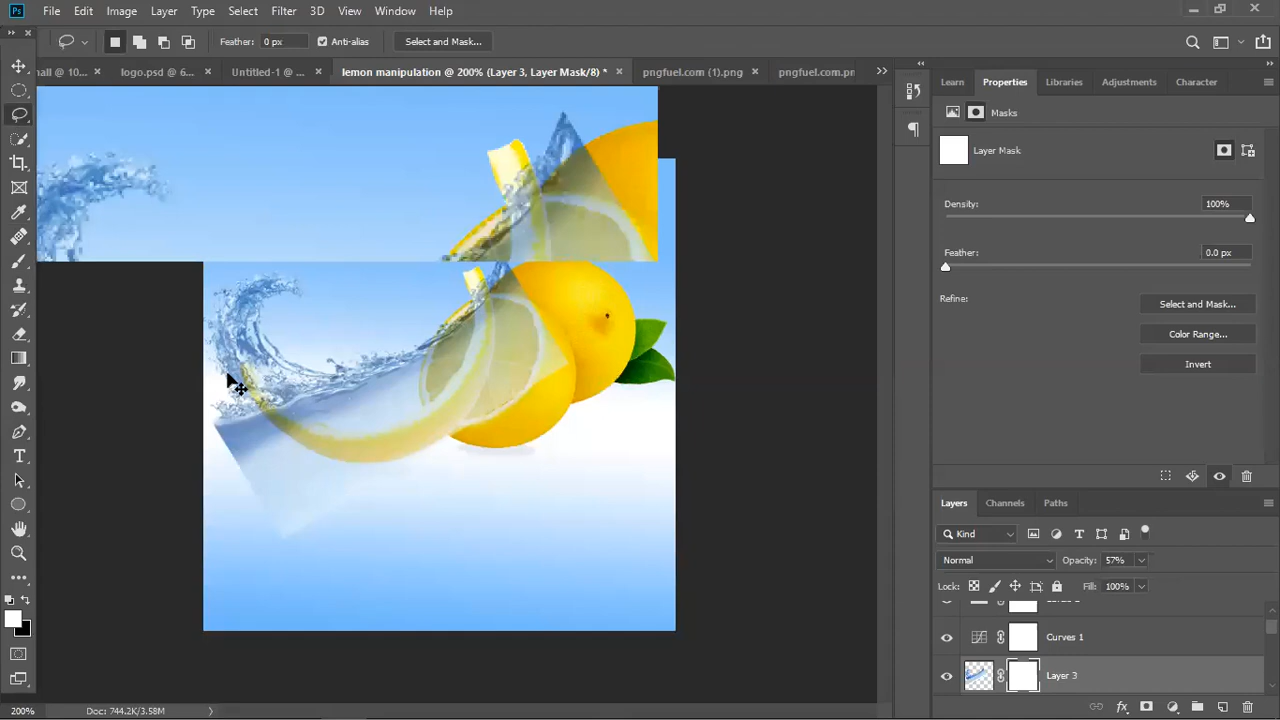 Ps File Edit Image Layer Type Select Filter 3D View Window Help
Feather: 0 px Anti-alias Select and Mask...
all @ 10... × logo.psd @ 6... × Untitled-1 @ ... × lemon manipulation @ 200% (Layer 3, Layer Mask/8) * × pngfuel.com (1).png × pngfuel.com.pn
Learn Properties Libraries Adjustments Character
Masks
Layer Mask
Density: 100%
Feather: 0.0 px
Refine: Select and Mask...
Color Range...
Invert
Layers Channels Paths
Kind
Normal Opacity: 57%
Lock: Fill: 100%
Curves 1
Layer 3
200% Doc: 744.2K/3.58M